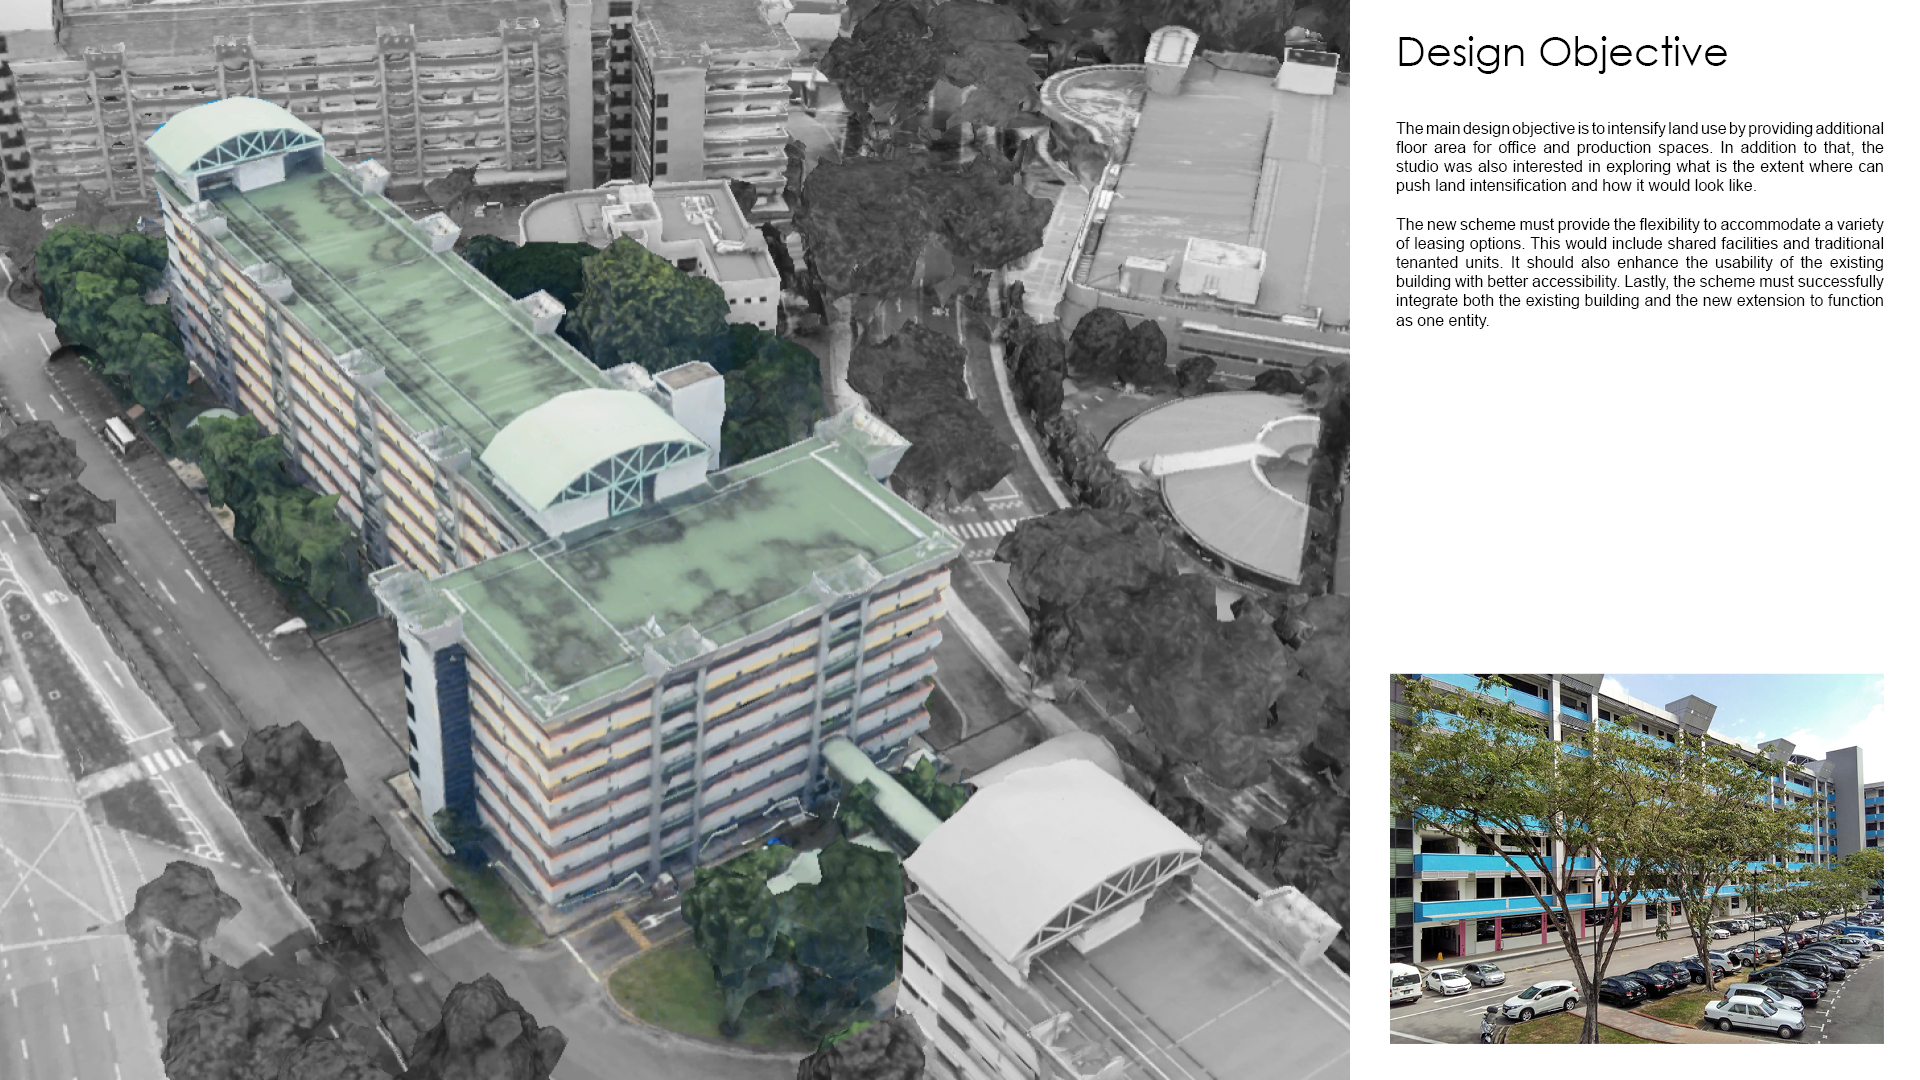 Design Objective
The main design objective is to intensify land use by providing additional
floor area for office and production spaces. In addition to that, the
studio was also interested in exploring what is the extent where can
push land intensification and how it would look like.
The new scheme must provide the flexibility to accommodate a variety
of leasing options. This would include shared facilities and traditional
tenanted units. It should also enhance the usability of the existing
building with better accessibility. Lastly, the scheme must successfully
integrate both the existing building and the new extension to function
as one entity.